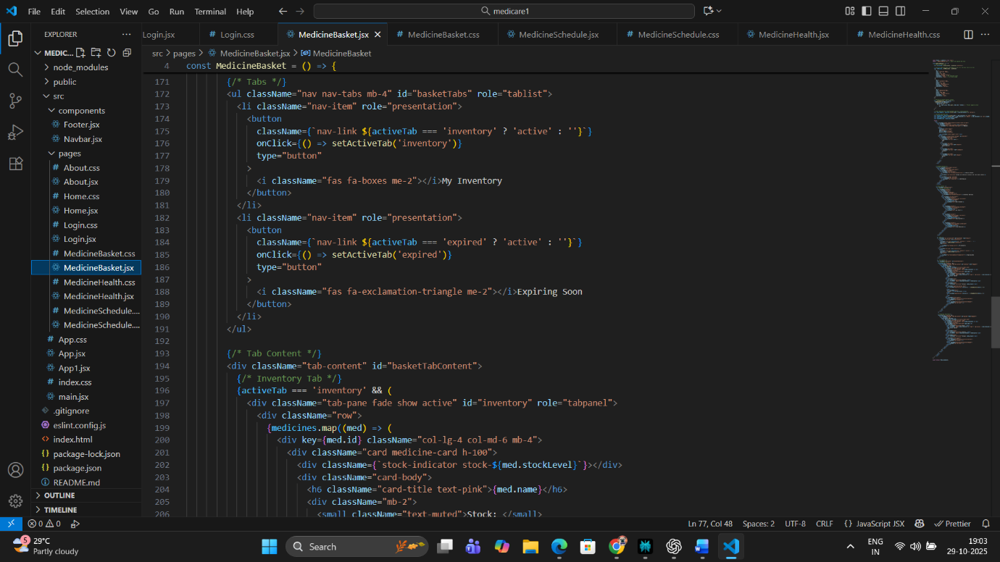 File Edit Selection View Go Run Terminal Help
medicare1
EXPLORER
Login.jsx
# Login.css
MedicineBasket.jsx
# MedicineBasket.css
MedicineSchedule.jsx
# MedicineSchedule.css
MedicineHealth.jsx
# MedicineHealth.css
MEDIC...
node_modules
public
src
components
Footer.jsx
Navbar.jsx
pages
# About.css
About.jsx
# Home.css
Home.jsx
# Login.css
Login.jsx
# MedicineBasket.css
MedicineBasket.jsx
# MedicineHealth.css
MedicineHealth.jsx
# MedicineSchedule....
MedicineSchedule....
# App.css
App.jsx
App1.jsx
# index.css
main.jsx
.gitignore
eslint.config.js
<> index.html
{} package-lock.json
{} package.json
README.md
OUTLINE
TIMELINE
src > pages > MedicineBasket.jsx > MedicineBasket
4 const MedicineBasket = () => {
171 {/* Tabs */}
172 <ul className="nav nav-tabs mb-4" id="basketTabs" role="tablist">
173 <li className="nav-item" role="presentation">
174 <button
175 className={`nav-link ${activeTab === 'inventory' ? 'active' : ''}`}
176 onClick={() => setActiveTab('inventory')}
177 type="button"
178 >
179 <i className="fas fa-boxes me-2"></i>My Inventory
180 </button>
181 </li>
182 <li className="nav-item" role="presentation">
183 <button
184 className={`nav-link ${activeTab === 'expired' ? 'active' : ''}`}
185 onClick={() => setActiveTab('expired')}
186 type="button"
187 >
188 <i className="fas fa-exclamation-triangle me-2"></i>Expiring Soon
189 </button>
190 </li>
191 </ul>
192
193 {/* Tab Content */}
194 <div className="tab-content" id="basketTabContent">
195 {/* Inventory Tab */}
196 {activeTab === 'inventory' && (
197 <div className="tab-pane fade show active" id="inventory" role="tabpanel">
198 <div className="row">
199 {medicines.map((med) => (
200 <div key={med.id} className="col-lg-4 col-md-6 mb-4">
201 <div className="card medicine-card h-100">
202 <div className={`stock-indicator stock-${med.stockLevel}`}></div>
203 <div className="card-body">
204 <h6 className="card-title text-pink">{med.name}</h6>
205 <div className="mb-2">
206 <small className="text-muted">Stock: </small>
0 0
Ln 77, Col 48 Spaces: 2 UTF-8 CRLF {} JavaScript JSX Prettier
5
29°C
Partly cloudy
Search
ENG
IN
19:03
29-10-2025